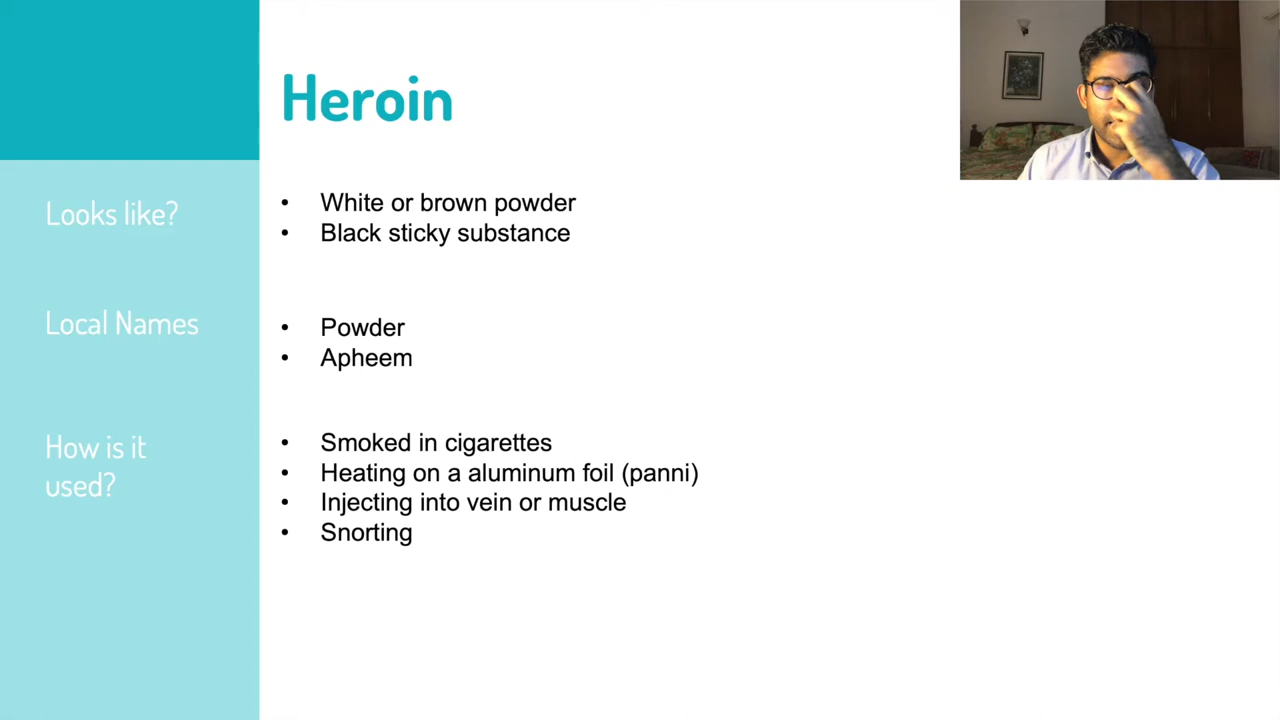 Heroin
Looks like?
• White or brown powder
• Black sticky substance
Local Names
• Powder
• Apheem
How is it
used?
• Smoked in cigarettes
• Heating on a aluminum foil (panni)
• Injecting into vein or muscle
• Snorting